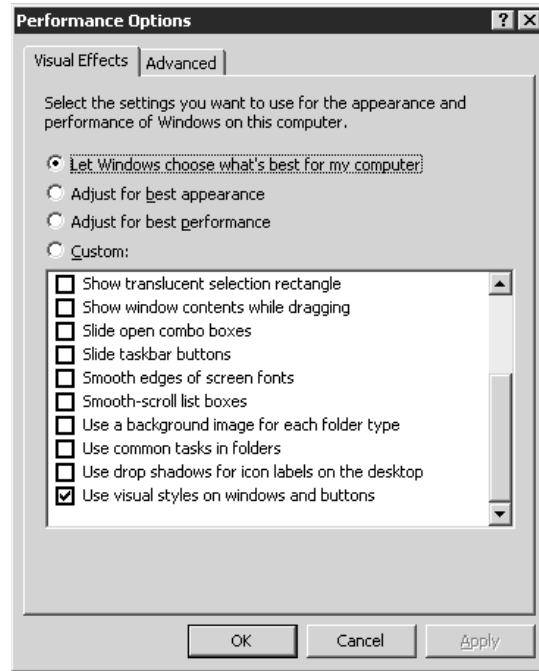 Performance Options
Visual Effects
Advanced
Select the settings you want to use for the appearance and
performance of Windows on this computer.
Let Windows choose what's best for my computer
Adjust for best appearance
Adjust for best performance
Custom:
Show translucent selection rectangle
Show window contents while dragging
Slide open combo boxes
Slide taskbar buttons
Smooth edges of screen fonts
Smooth-scroll list boxes
Use a background image for each folder type
Use common tasks in folders
Use drop shadows for icon labels on the desktop
Use visual styles on windows and buttons
OK
Cancel
Apply